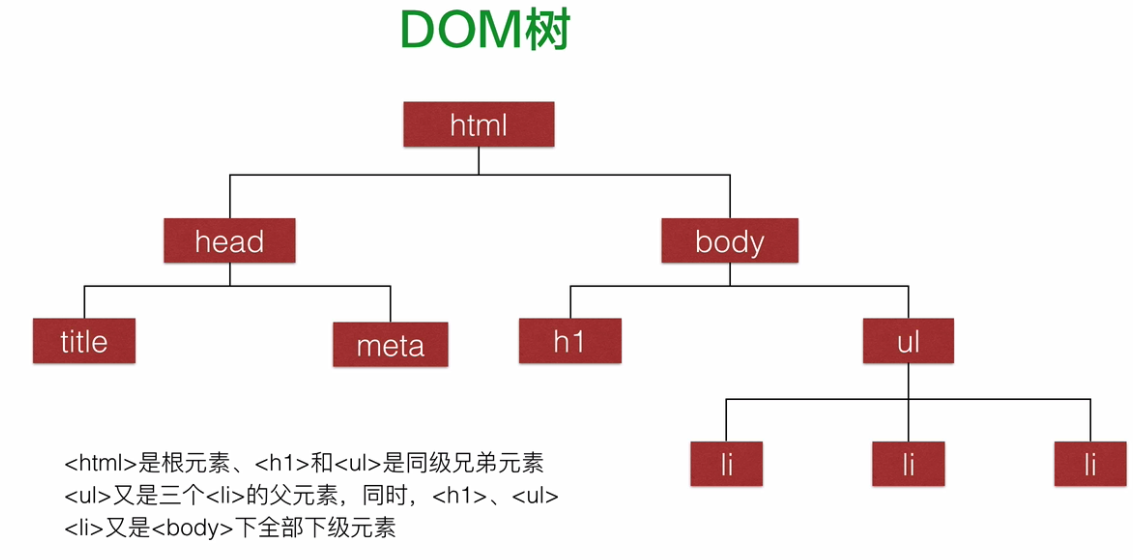 DOM树
html
head
body
title
meta
h1
ul
li
li
li
<html>是根元素、<h1>和<ul>是同级兄弟元素
<ul>又是三个<li>的父元素，同时，<h1>、<ul>
<li>又是<body>下全部下级元素